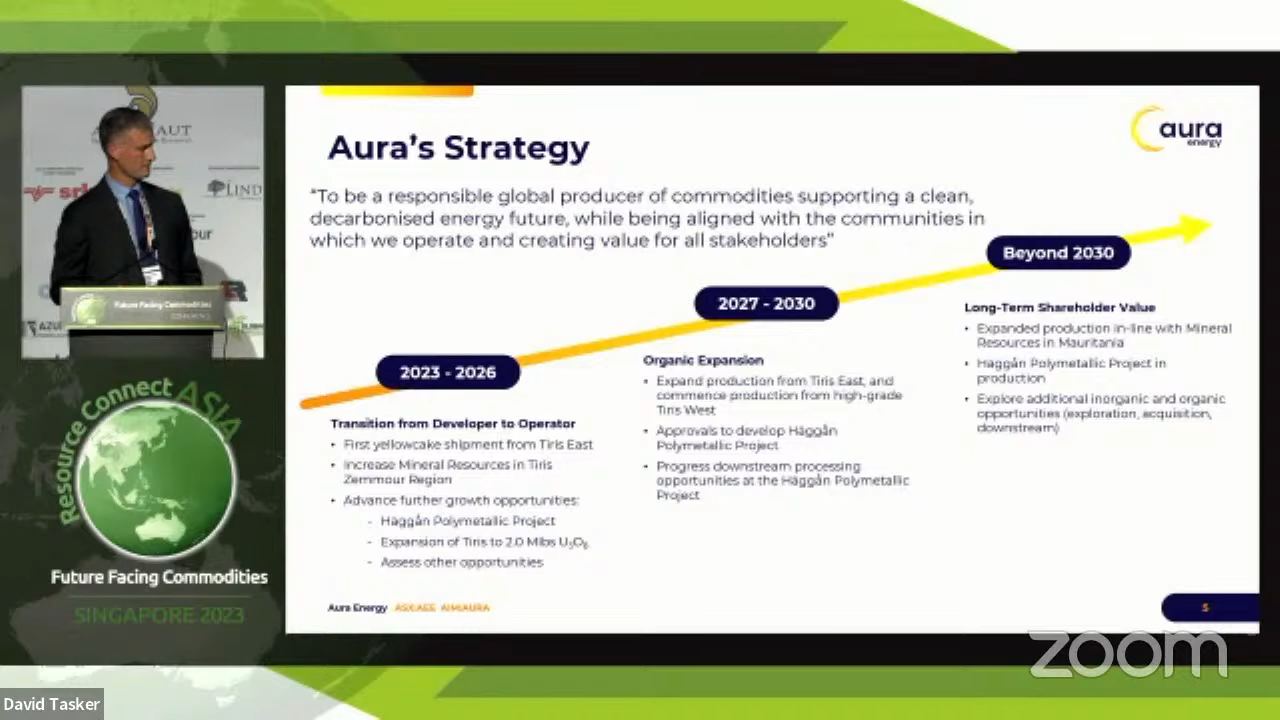 Aura's Strategy
aura
energy
"To be a responsible global producer of commodities supporting a clean,
decarbonised energy future, while being aligned with the communities in
which we operate and creating value for all stakeholders"
2023 - 2026
Transition from Developer to Operator
• First yellowcake shipment from Tiris East
• Increase Mineral Resources in Tiris
Zemmour Region
• Advance further growth opportunities:
- Häggån Polymetallic Project
- Expansion of Tiris to 2.0 Mlbs U₃O₈
- Assess other opportunities
2027 - 2030
Organic Expansion
• Expand production from Tiris East, and
commence production from high-grade
Tiris West
• Approvals to develop Häggån
Polymetallic Project
• Progress downstream processing
opportunities at the Häggån Polymetallic
Project
Beyond 2030
Long-Term Shareholder Value
• Expanded production in-line with Mineral
Resources in Mauritania
• Häggån Polymetallic Project in
production
• Explore additional inorganic and organic
opportunities (exploration, acquisition,
downstream)
Aura Energy ASX:AEE AIM:AURA
5
Future Facing Commodities
Resource Connect ASIA
Future Facing Commodities
SINGAPORE 2023
zoom
David Tasker